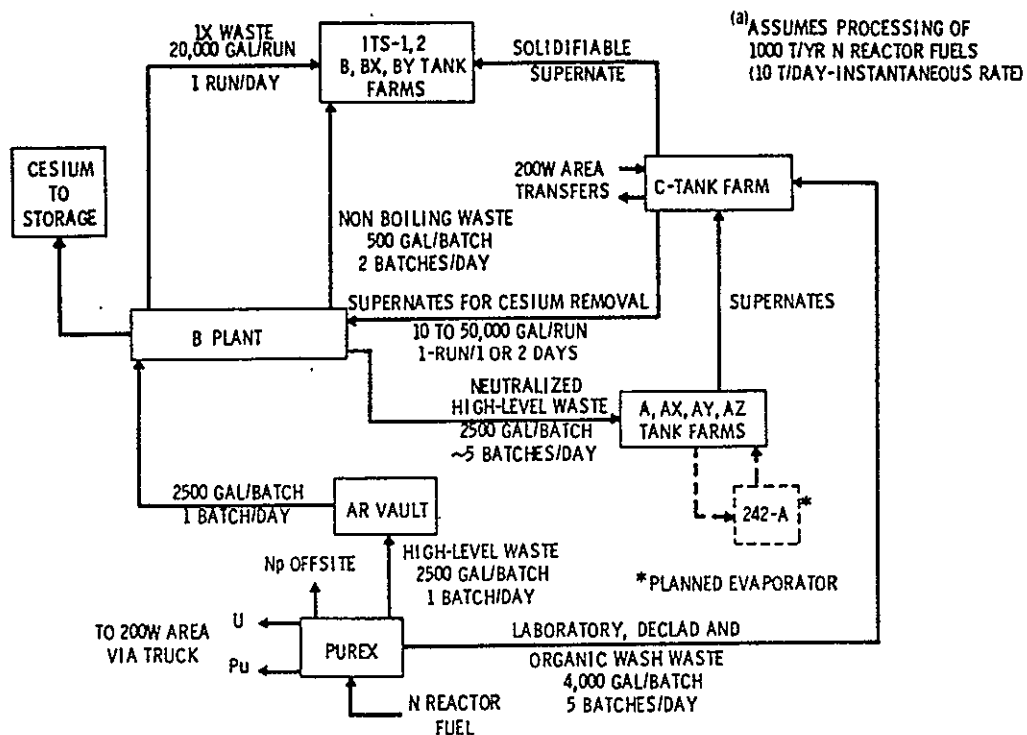 1X WASTE
20,000 GAL/RUN
1 RUN/DAY
ITS-1, 2
B, BX, BY TANK
FARMS
SOLIDIFIABLE
SUPERNATE
(a)ASSUMES PROCESSING OF
1000 T/YR N REACTOR FUELS
(10 T/DAY-INSTANTANEOUS RATE)
CESIUM
TO
STORAGE
200W AREA
TRANSFERS
C-TANK FARM
NON BOILING WASTE
500 GAL/BATCH
2 BATCHES/DAY
SUPERNATES FOR CESIUM REMOVAL
10 TO 50,000 GAL/RUN
1-RUN/1 OR 2 DAYS
SUPERNATES
B PLANT
NEUTRALIZED
HIGH-LEVEL WASTE
2500 GAL/BATCH
~5 BATCHES/DAY
A, AX, AY, AZ
TANK FARMS
2500 GAL/BATCH
1 BATCH/DAY
AR VAULT
242-A *
HIGH-LEVEL WASTE
2500 GAL/BATCH
1 BATCH/DAY
Np OFFSITE
*PLANNED EVAPORATOR
TO 200W AREA
VIA TRUCK
U
Pu
PUREX
LABORATORY, DECLAD AND
ORGANIC WASH WASTE
4,000 GAL/BATCH
5 BATCHES/DAY
N REACTOR
FUEL